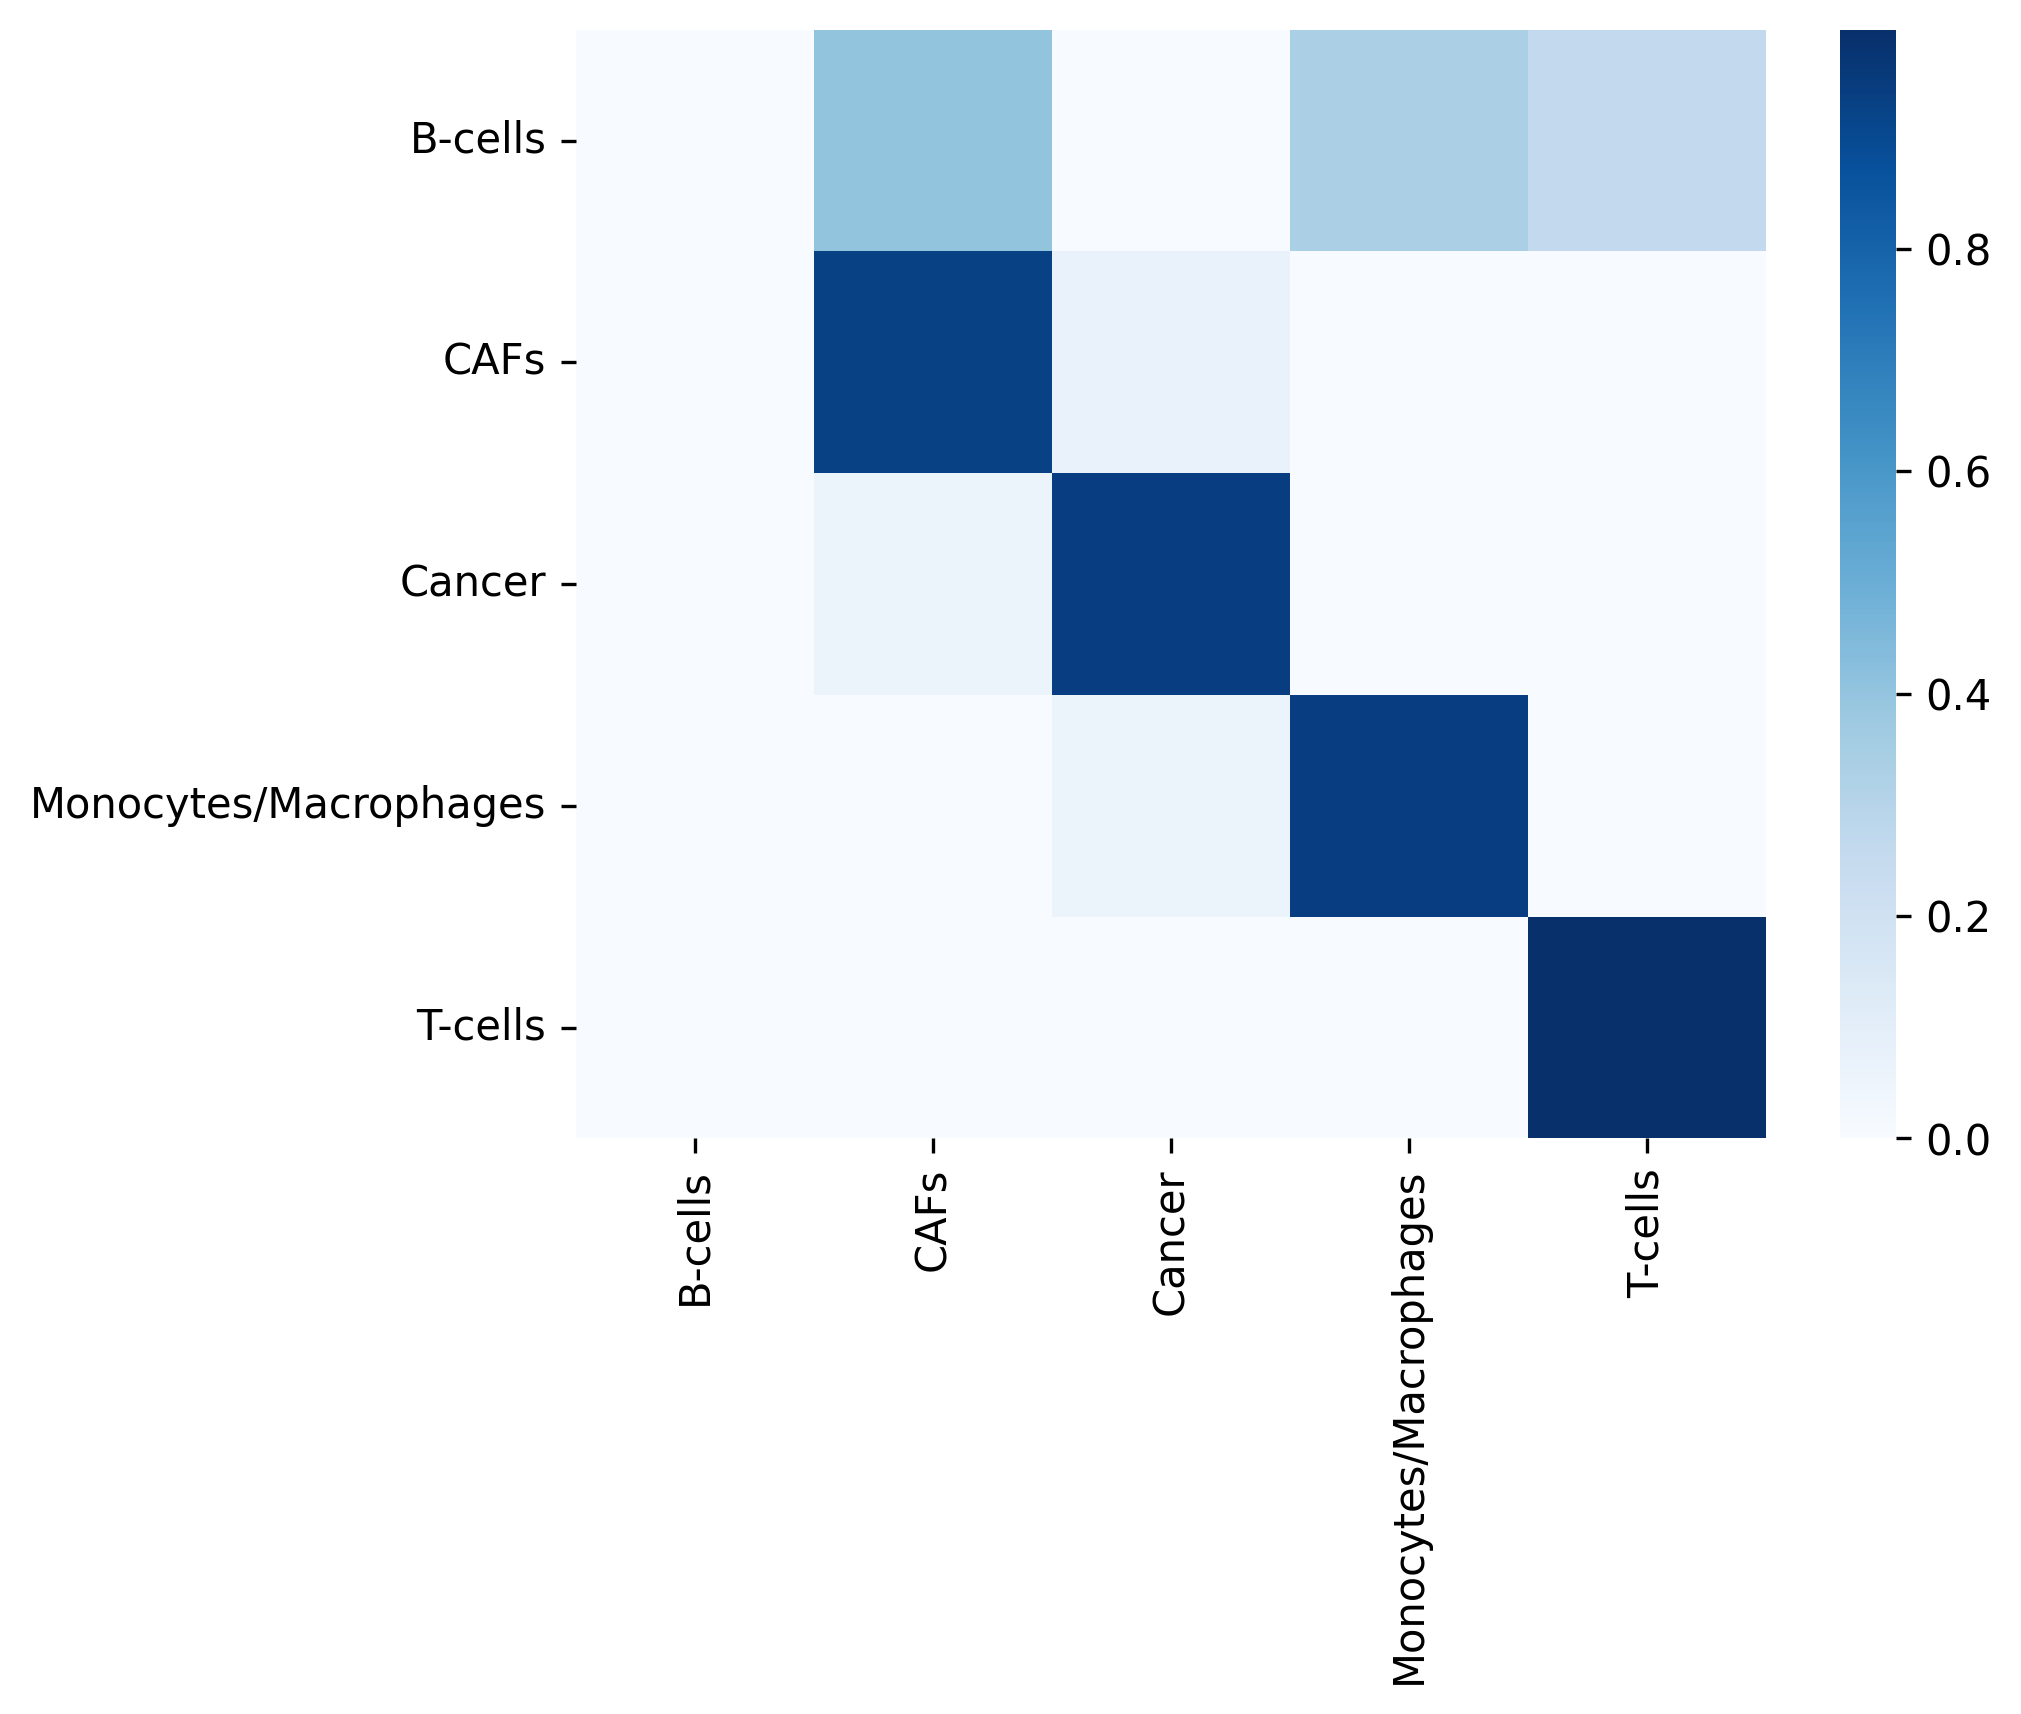 B-cells
CAFs
Cancer
Monocytes/Macrophages
T-cells
B-cells
CAFs
Cancer
Monocytes/Macrophages
T-cells
0.8
0.6
0.4
0.2
0.0